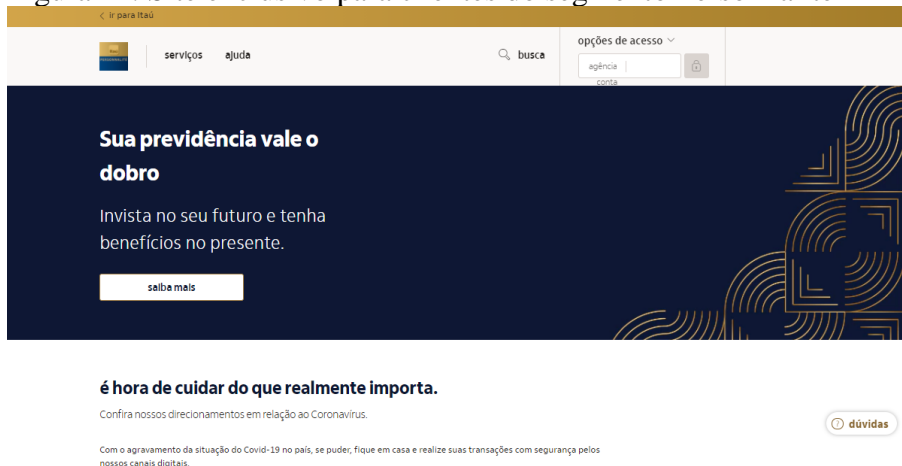 ‹ ir para Itaú
serviços
ajuda
busca
opções de acesso
agência
conta
Sua previdência vale o
dobro
Invista no seu futuro e tenha
benefícios no presente.
saiba mais
é hora de cuidar do que realmente importa.
Confira nossos direcionamentos em relação ao Coronavírus.
? dúvidas
Com o agravamento da situação do Covid-19 no país, se puder, fique em casa e realize suas transações com segurança pelos
nossos canais digitais.